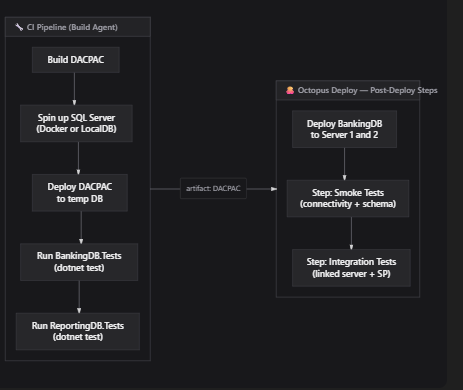 🔧 CI Pipeline (Build Agent)
Build DACPAC
Spin up SQL Server
(Docker or LocalDB)
Deploy DACPAC
to temp DB
Run BankingDB.Tests
(dotnet test)
Run ReportingDB.Tests
(dotnet test)
artifact: DACPAC
Octopus Deploy — Post-Deploy Steps
Deploy BankingDB
to Server 1 and 2
Step: Smoke Tests
(connectivity + schema)
Step: Integration Tests
(linked server + SP)